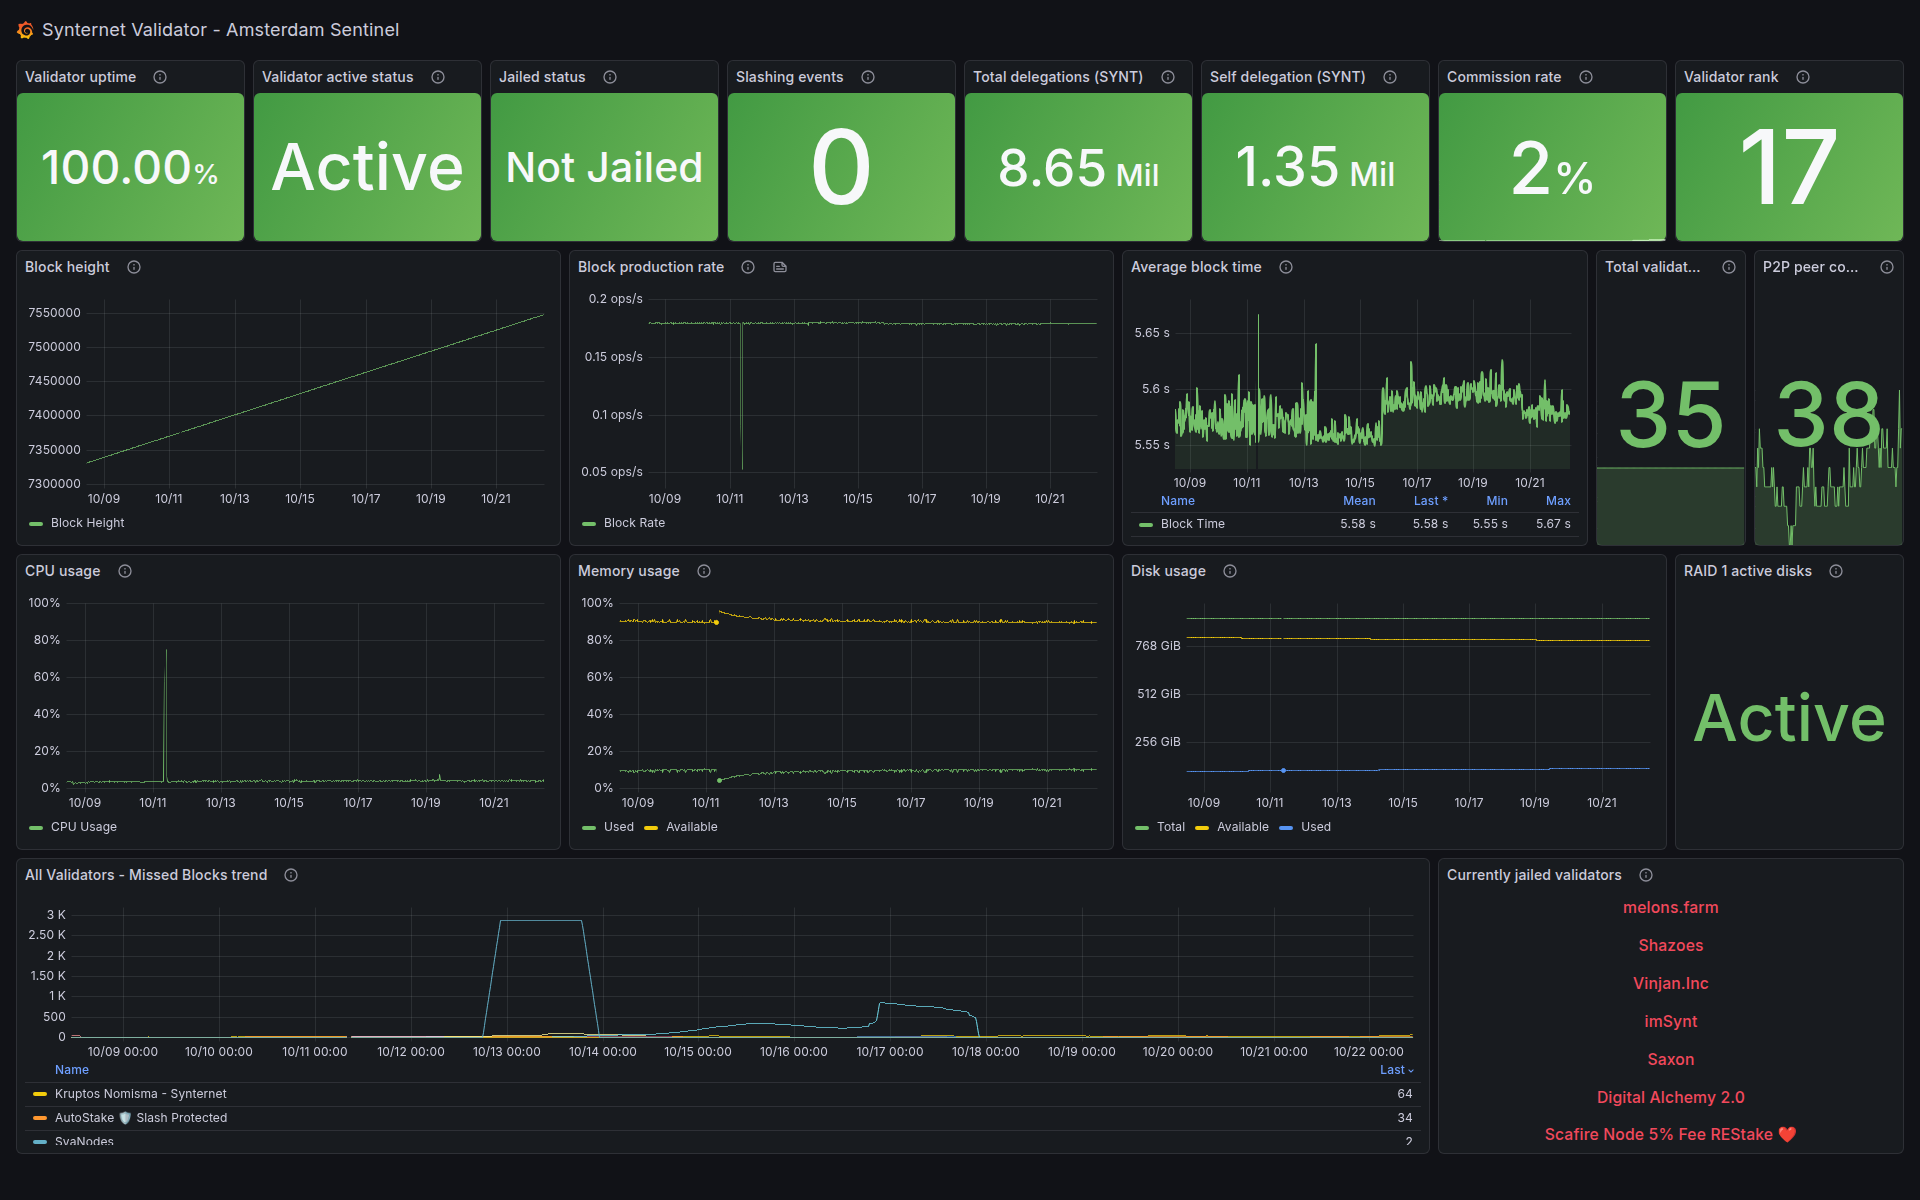 Synternet Validator - Amsterdam Sentinel
Validator uptime
100.00%
Validator active status
Active
Jailed status
Not Jailed
Slashing events
0
Total delegations (SYNT)
8.65 Mil
Self delegation (SYNT)
1.35 Mil
Commission rate
2%
Validator rank
17
Block height
7550000
7500000
7450000
7400000
7350000
7300000
10/09 10/11 10/13 10/15 10/17 10/19 10/21
Block Height
Block production rate
0.2 ops/s
0.15 ops/s
0.1 ops/s
0.05 ops/s
10/09 10/11 10/13 10/15 10/17 10/19 10/21
Block Rate
Average block time
5.65 s
5.6 s
5.55 s
10/09 10/11 10/13 10/15 10/17 10/19 10/21
Name Mean Last * Min Max
Block Time 5.58 s 5.58 s 5.55 s 5.67 s
Total validat...
35
P2P peer co...
38
CPU usage
100%
80%
60%
40%
20%
0%
10/09 10/11 10/13 10/15 10/17 10/19 10/21
CPU Usage
Memory usage
100%
80%
60%
40%
20%
0%
10/09 10/11 10/13 10/15 10/17 10/19 10/21
Used Available
Disk usage
768 GiB
512 GiB
256 GiB
10/09 10/11 10/13 10/15 10/17 10/19 10/21
Total Available Used
RAID 1 active disks
Active
All Validators - Missed Blocks trend
3 K
2.50 K
2 K
1.50 K
1 K
500
0
10/09 00:00 10/10 00:00 10/11 00:00 10/12 00:00 10/13 00:00 10/14 00:00 10/15 00:00 10/16 00:00 10/17 00:00 10/18 00:00 10/19 00:00 10/20 00:00 10/21 00:00 10/22 00:00
Name Last
Kruptos Nomisma - Synternet 64
AutoStake 🛡️ Slash Protected 34
SvaNodes 2
Currently jailed validators
melons.farm
Shazoes
Vinjan.Inc
imSynt
Saxon
Digital Alchemy 2.0
Scafire Node 5% Fee REStake ❤️